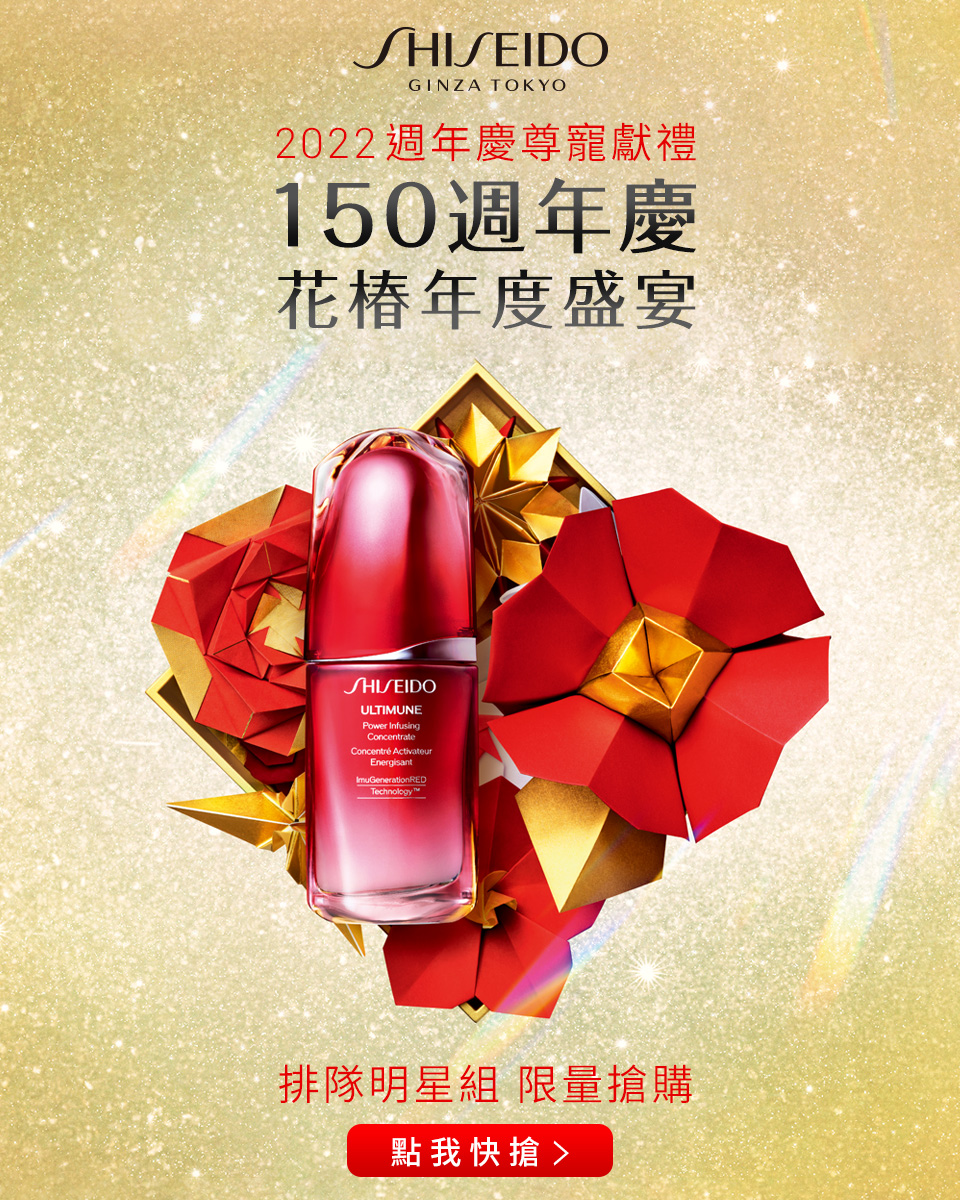 SHISEIDO
GINZA TOKYO
2022週年慶尊寵獻禮
150週年慶
花椿年度盛宴
SHISEIDO
ULTIMUNE
Power Infusing
Concentrate
Concentré Activateur
Energisant
ImuGenerationRED
Technology™
排隊明星組 限量搶購
點我快搶 >